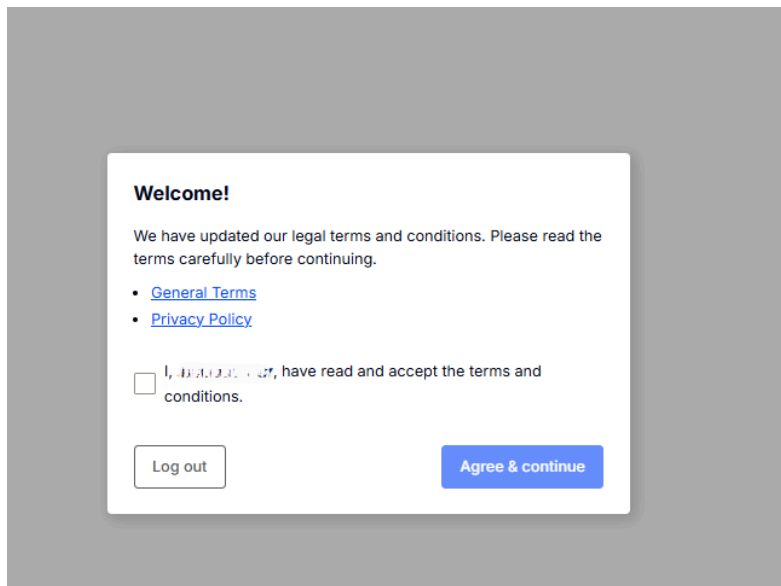 Welcome!
We have updated our legal terms and conditions. Please read the
terms carefully before continuing.
• General Terms
• Privacy Policy
I, , have read and accept the terms and
conditions.
Log out
Agree & continue